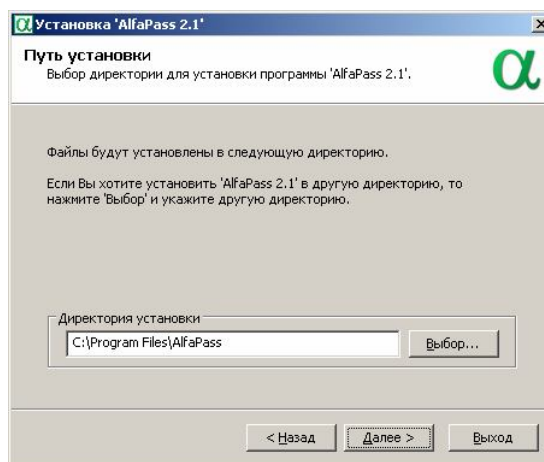 Установка 'AlfaPass 2.1'
Путь установки
Выбор директории для установки программы 'AlfaPass 2.1'.
α
Файлы будут установлены в следующую директорию.
Если Вы хотите установить 'AlfaPass 2.1' в другую директорию, то
нажмите 'Выбор' и укажите другую директорию.
Директория установки
C:\Program Files\AlfaPass
Выбор...
< Назад
Далее >
Выход